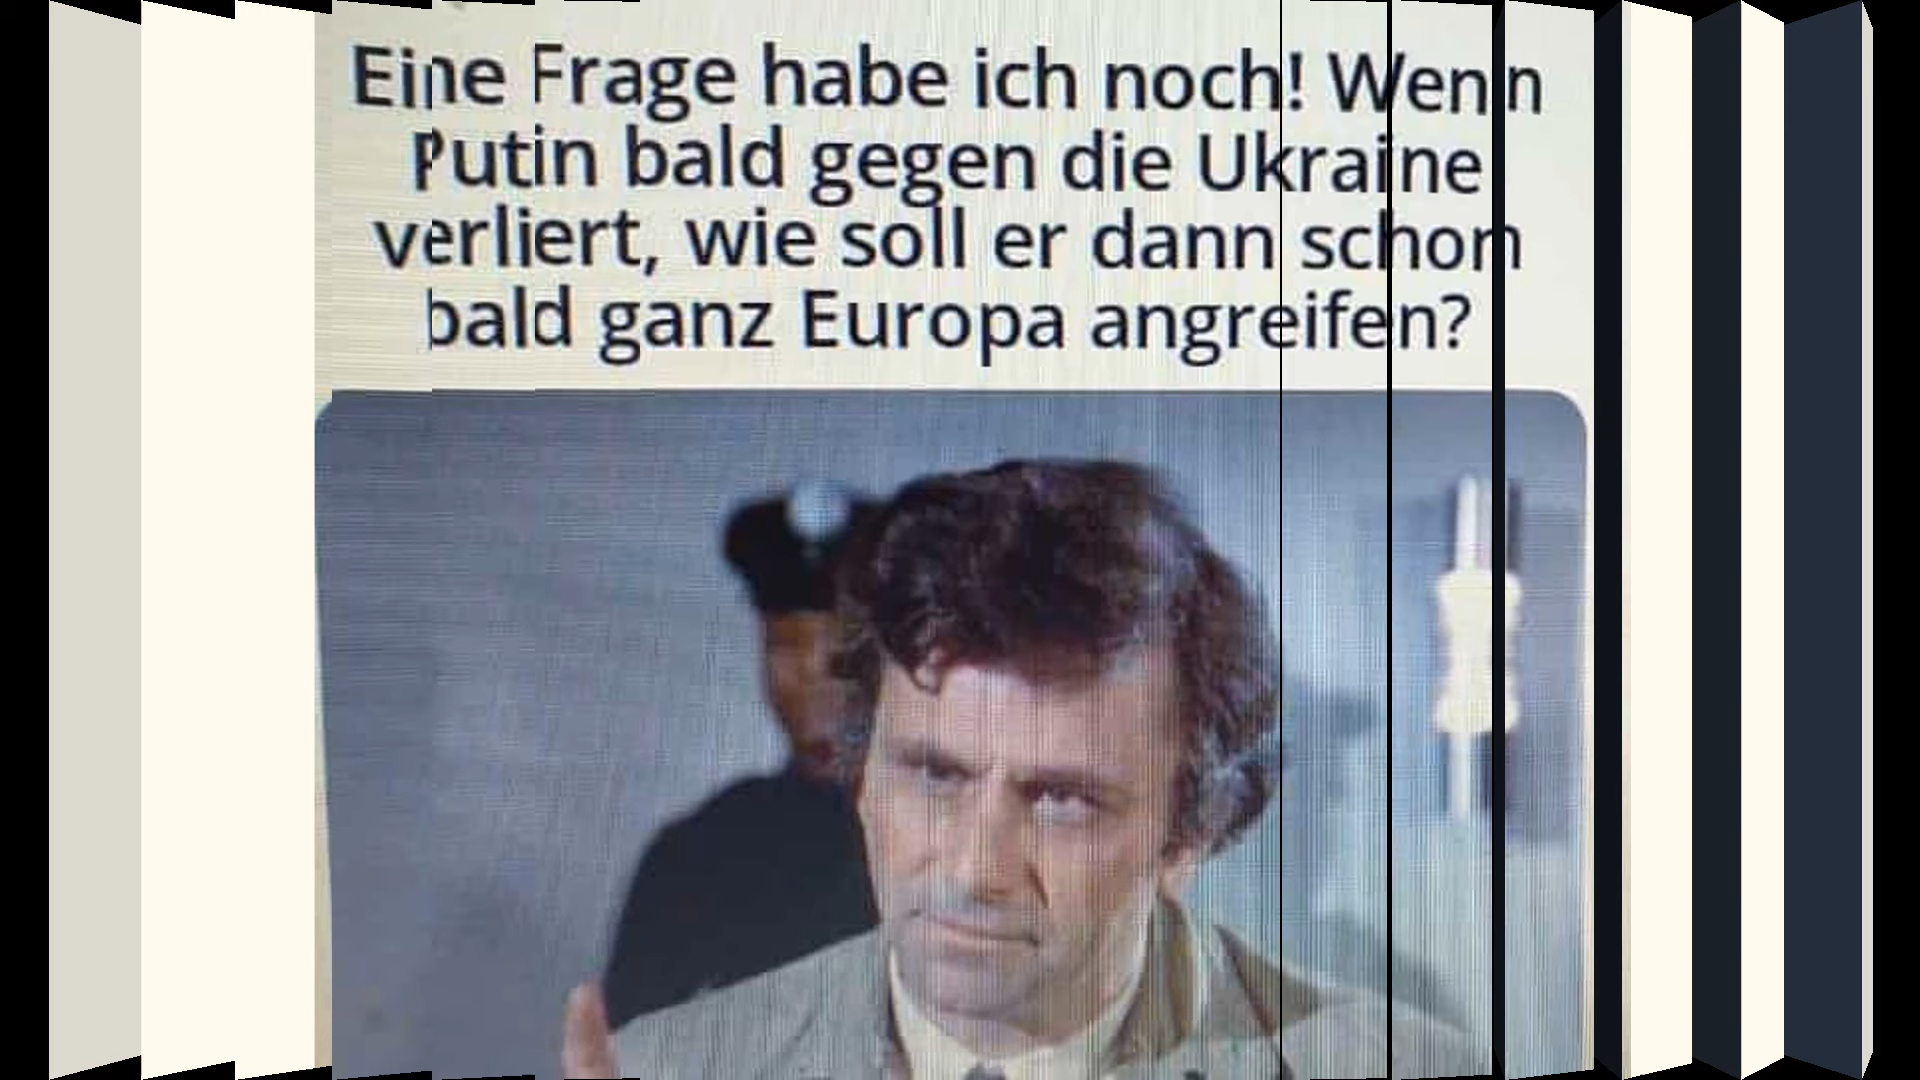 Eine Frage habe ich noch! Wenn
Putin bald gegen die Ukraine
verliert, wie soll er dann schon
bald ganz Europa angreifen?